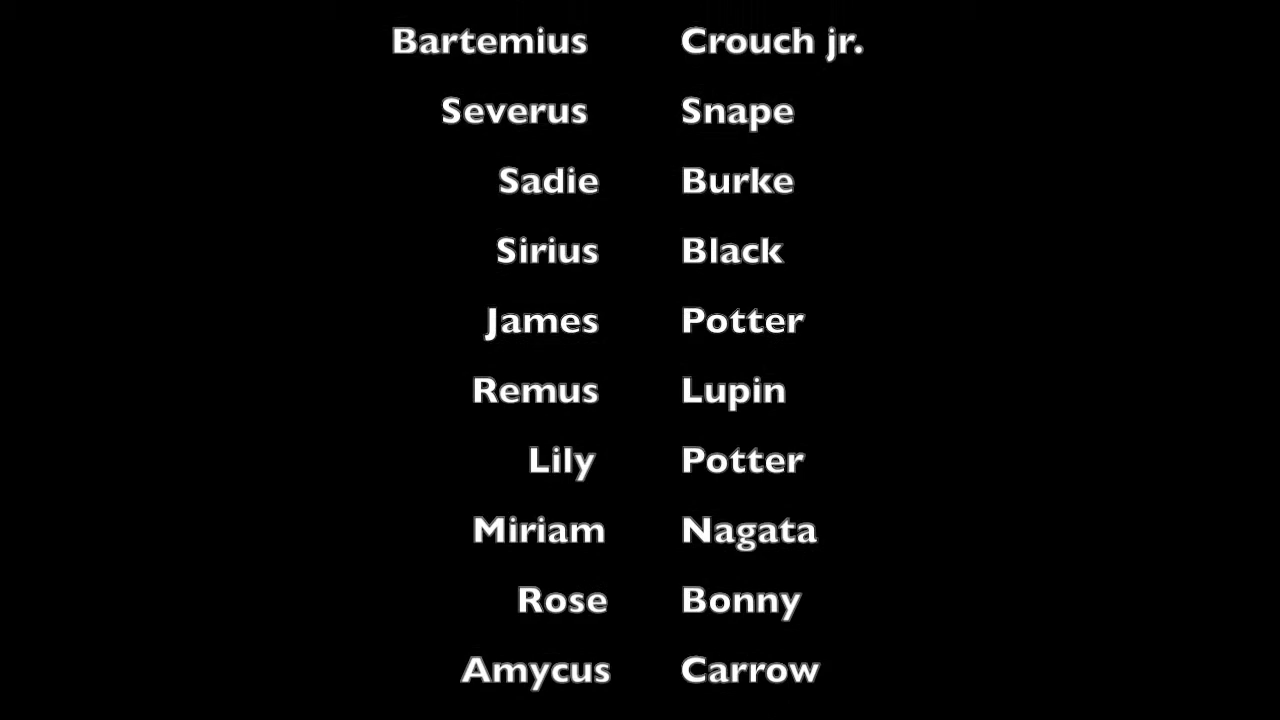 Bartemius Crouch jr.
Severus Snape
Sadie Burke
Sirius Black
James Potter
Remus Lupin
Lily Potter
Miriam Nagata
Rose Bonny
Amycus Carrow